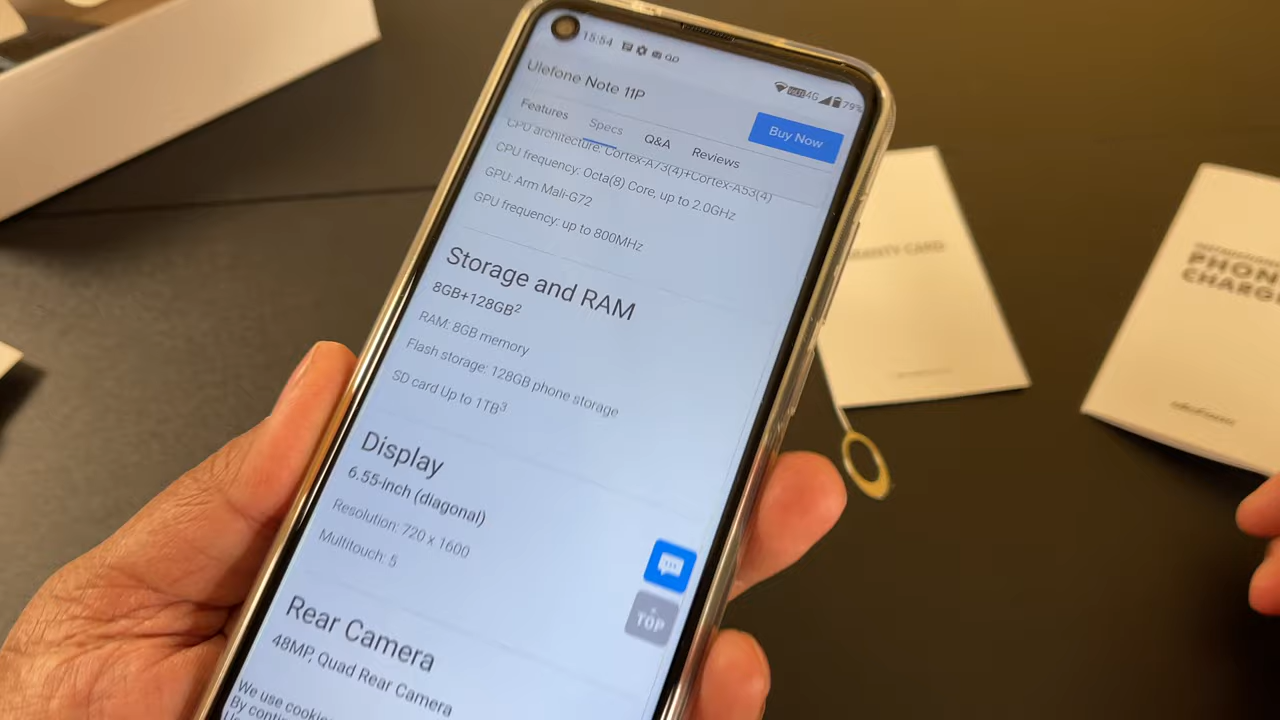 15:54
VoLTE 4G 79%
Ulefone Note 11P
Features Specs Q&A Reviews
Buy Now
CPU architecture: Cortex-A73(4)+Cortex-A53(4)
CPU frequency: Octa(8) Core, up to 2.0GHz
GPU: Arm Mali-G72
GPU frequency: up to 800MHz
Storage and RAM
8GB+128GB²
RAM: 8GB memory
Flash storage: 128GB phone storage
SD card Up to 1TB³
Display
6.55-inch (diagonal)
Resolution: 720 x 1600
Multitouch: 5
TOP
Rear Camera
48MP, Quad Rear Camera
We use cookies
By conti
CARD
PHON
CHARG